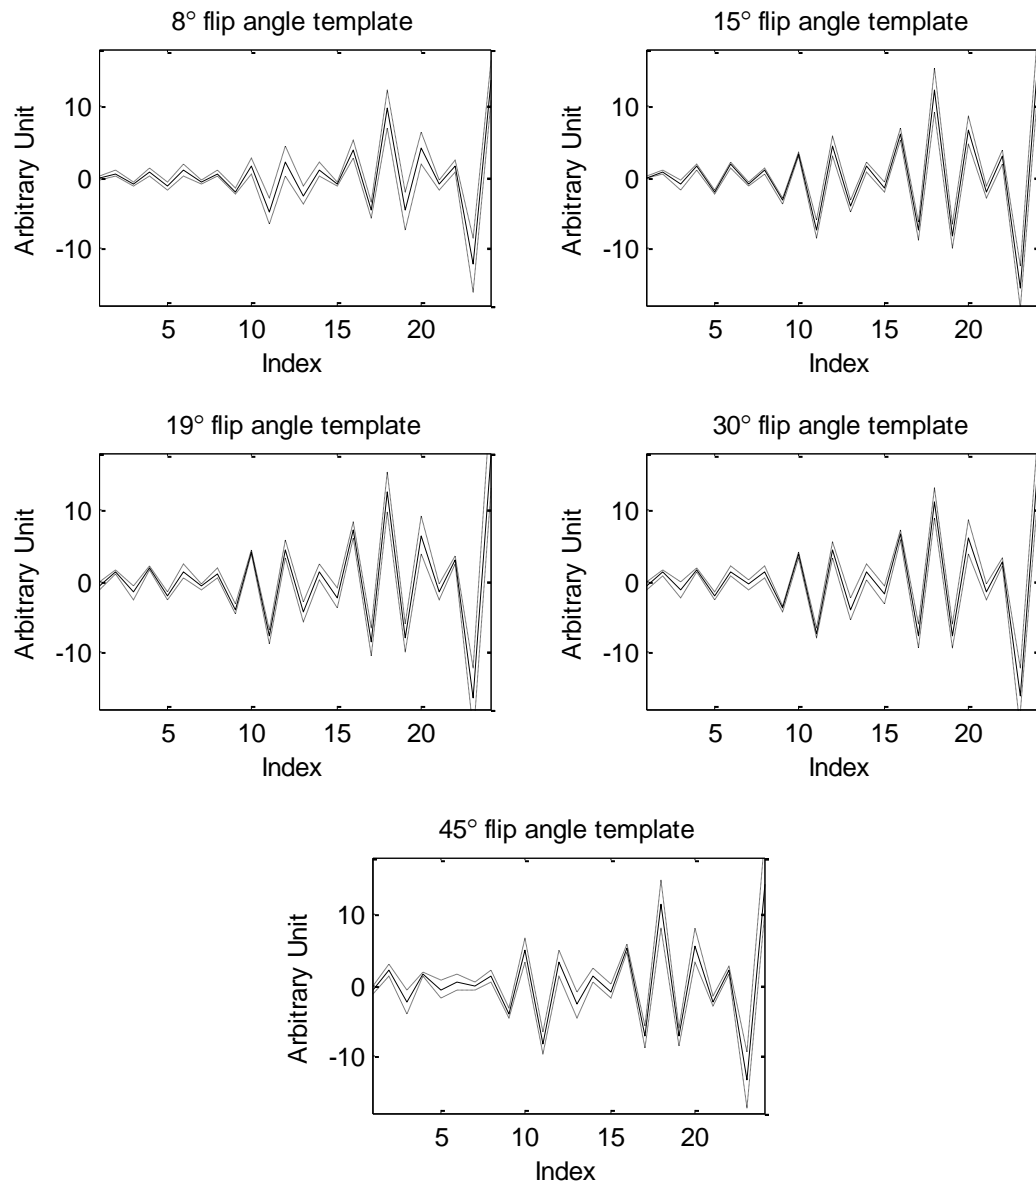 8° flip angle template
15° flip angle template
Arbitrary Unit
10
0
-10
5
10
15
20
Index
Arbitrary Unit
10
0
-10
5
10
15
20
Index
19° flip angle template
30° flip angle template
Arbitrary Unit
10
0
-10
5
10
15
20
Index
Arbitrary Unit
10
0
-10
5
10
15
20
Index
45° flip angle template
Arbitrary Unit
10
0
-10
5
10
15
20
Index